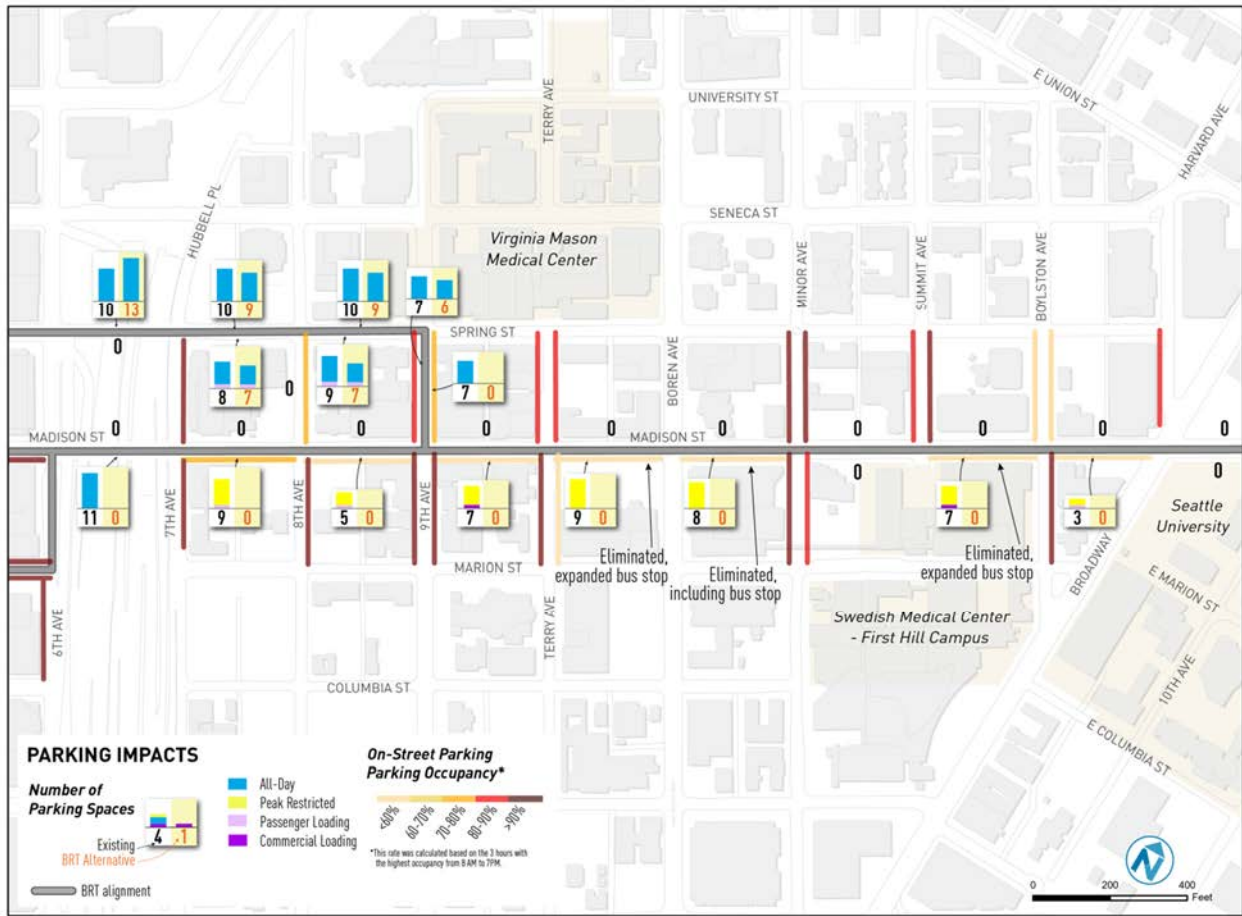 UNIVERSITY ST
TERRY AVE
E UNION ST
HARVARD AVE
HUBBELL PL
SENECA ST
Virginia Mason
Medical Center
MINOR AVE
SUMMIT AVE
BOYLSTON AVE
10 13
10 9
10 9
7 6
SPRING ST
0
BOREN AVE
8 7
0
9 7
7 0
0
0
0
0
0
0
0
0
0
MADISON ST
MADISON ST
11 0
7TH AVE
9 0
8TH AVE
5 0
9TH AVE
7 0
9 0
8 0
0
7 0
3 0
0
Seattle
University
Eliminated,
expanded bus stop
Eliminated,
including bus stop
Eliminated,
expanded bus stop
MARION ST
BROADWAY
E MARION ST
6TH AVE
TERRY AVE
Swedish Medical Center
- First Hill Campus
10TH AVE
COLUMBIA ST
E COLUMBIA ST
PARKING IMPACTS
Number of
Parking Spaces
4 1
Existing
BRT Alternative
BRT alignment
All-Day
Peak Restricted
Passenger Loading
Commercial Loading
On-Street Parking
Parking Occupancy*
<60%
60-70%
70-80%
80-90%
>90%
*This rate was calculated based on the 3 hours with
the highest occupancy from 8 AM to 7PM.
N
0 200 400
Feet